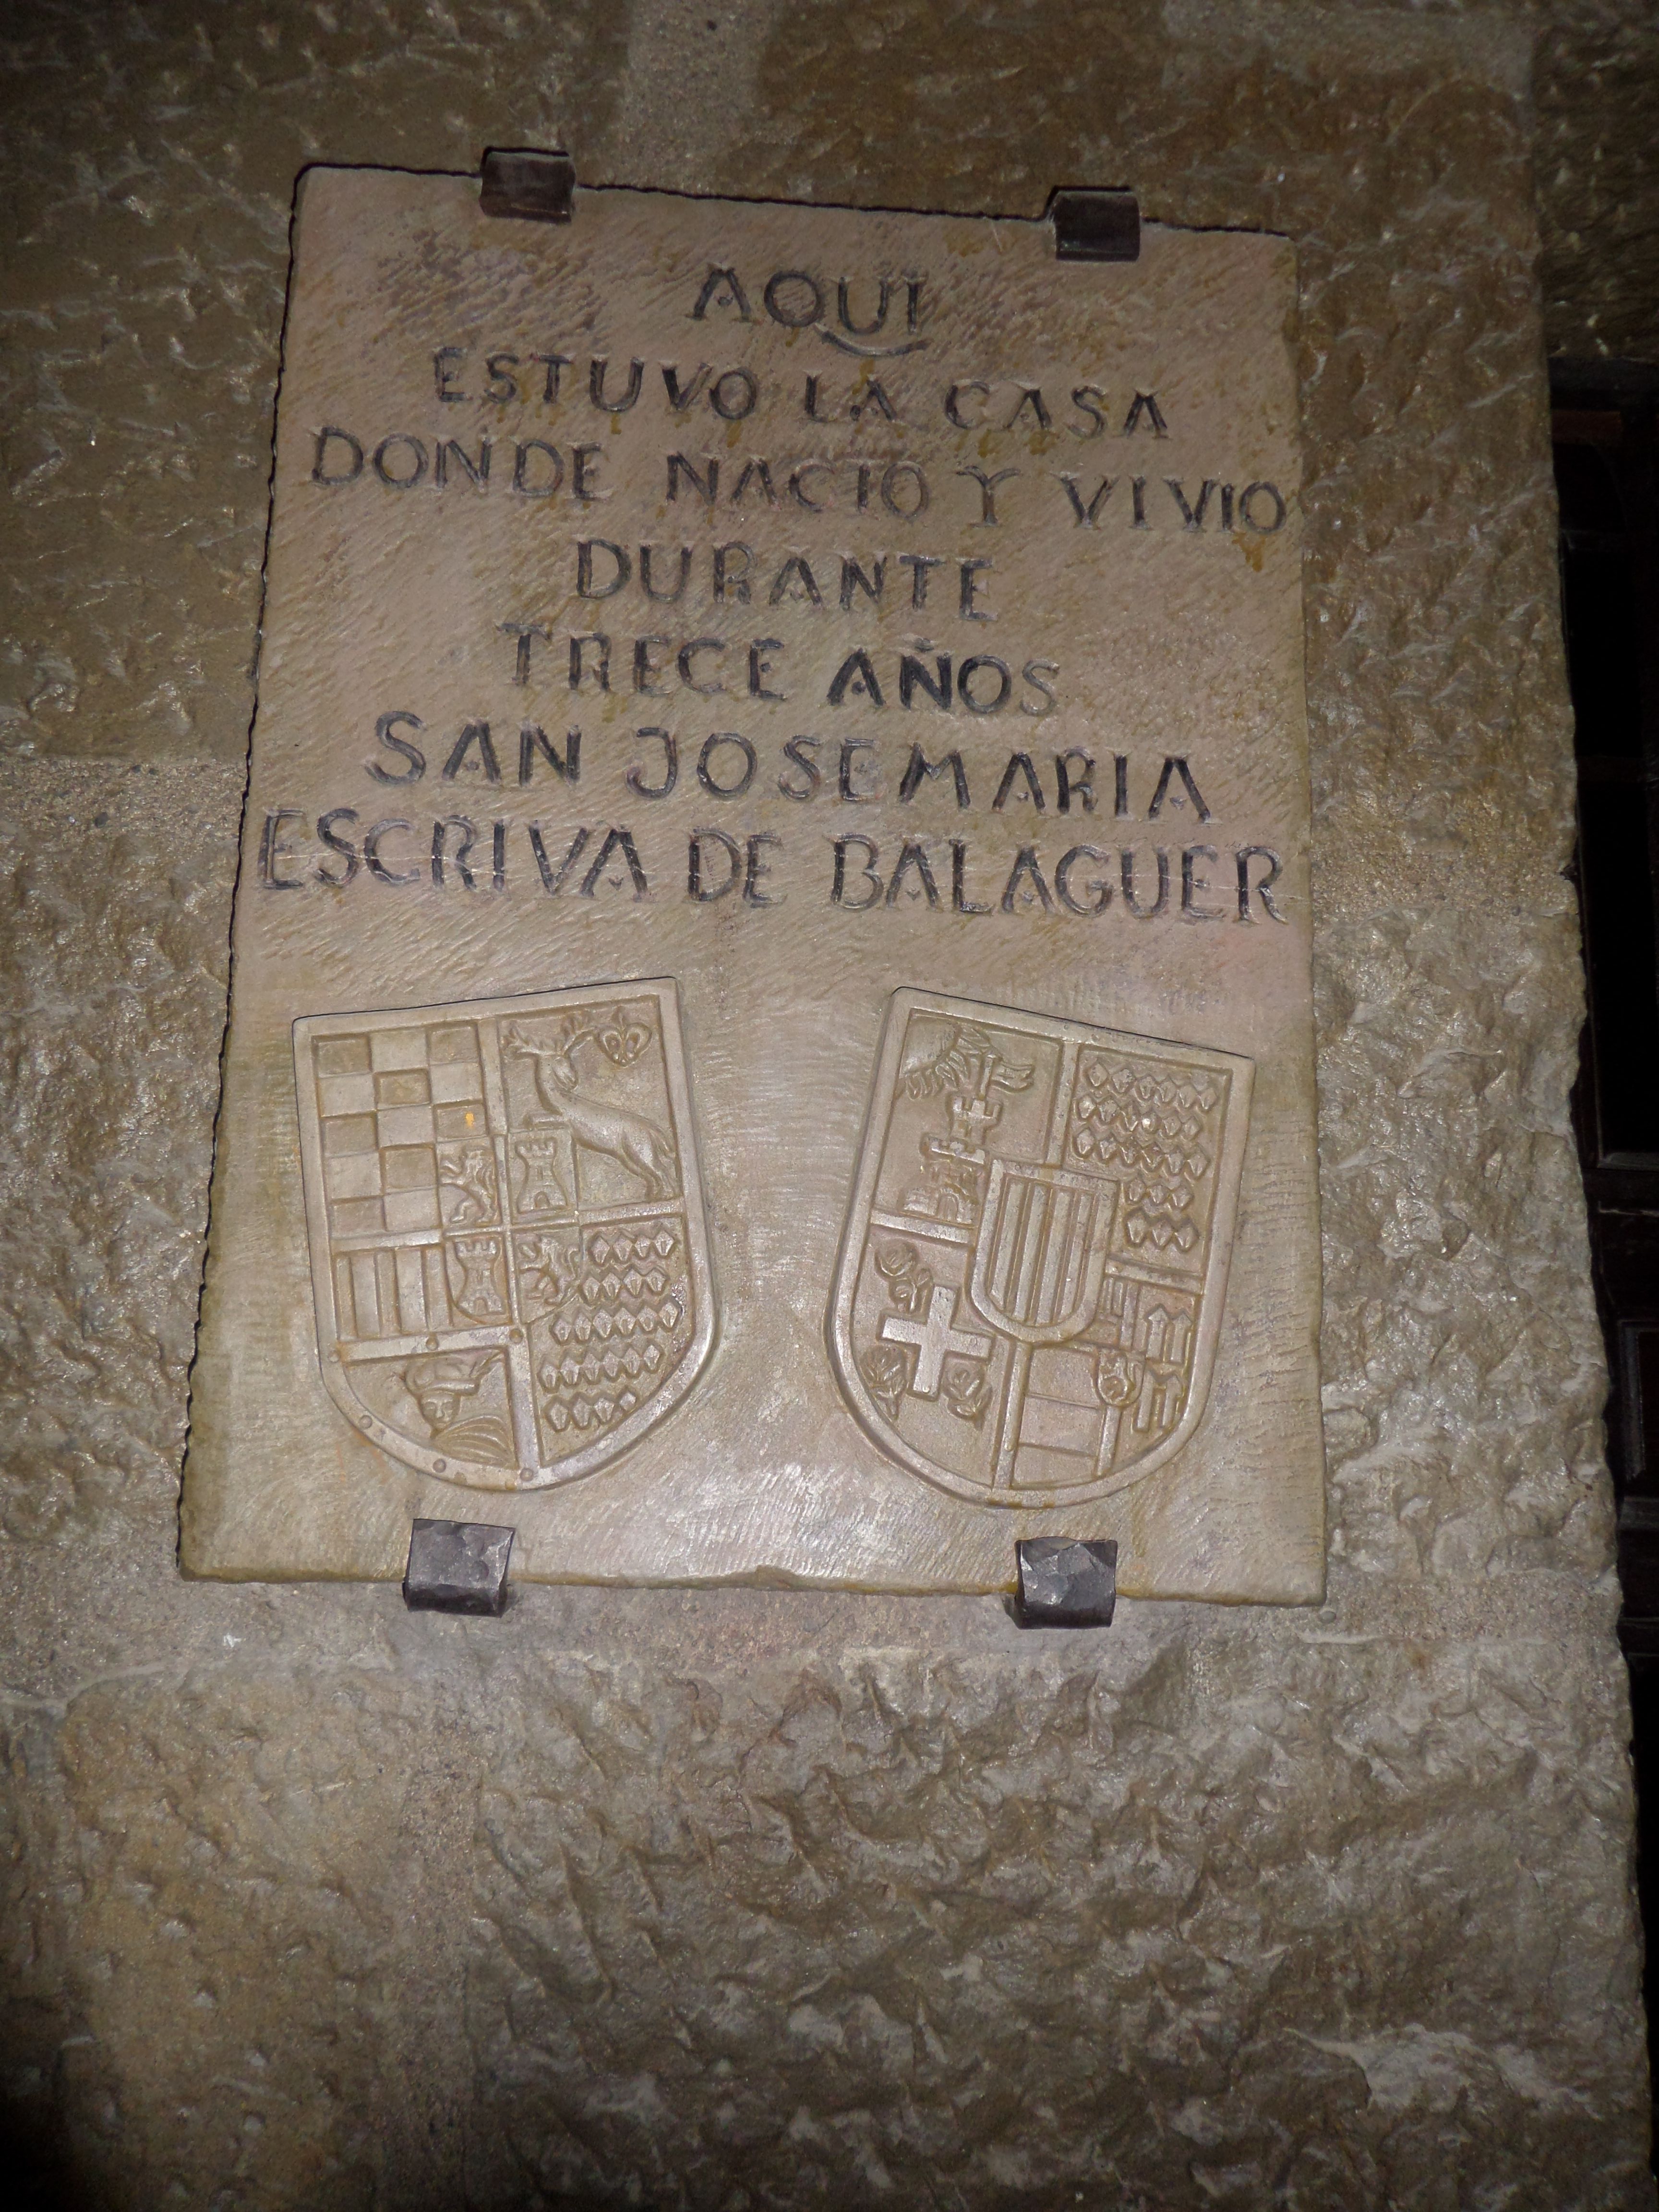 AQUI
ESTUVO LA CASA
DONDE NACIO Y VIVIO
DURANTE
TRECE AÑOS
SAN JOSEMARIA
ESCRIVA DE BALAGUER